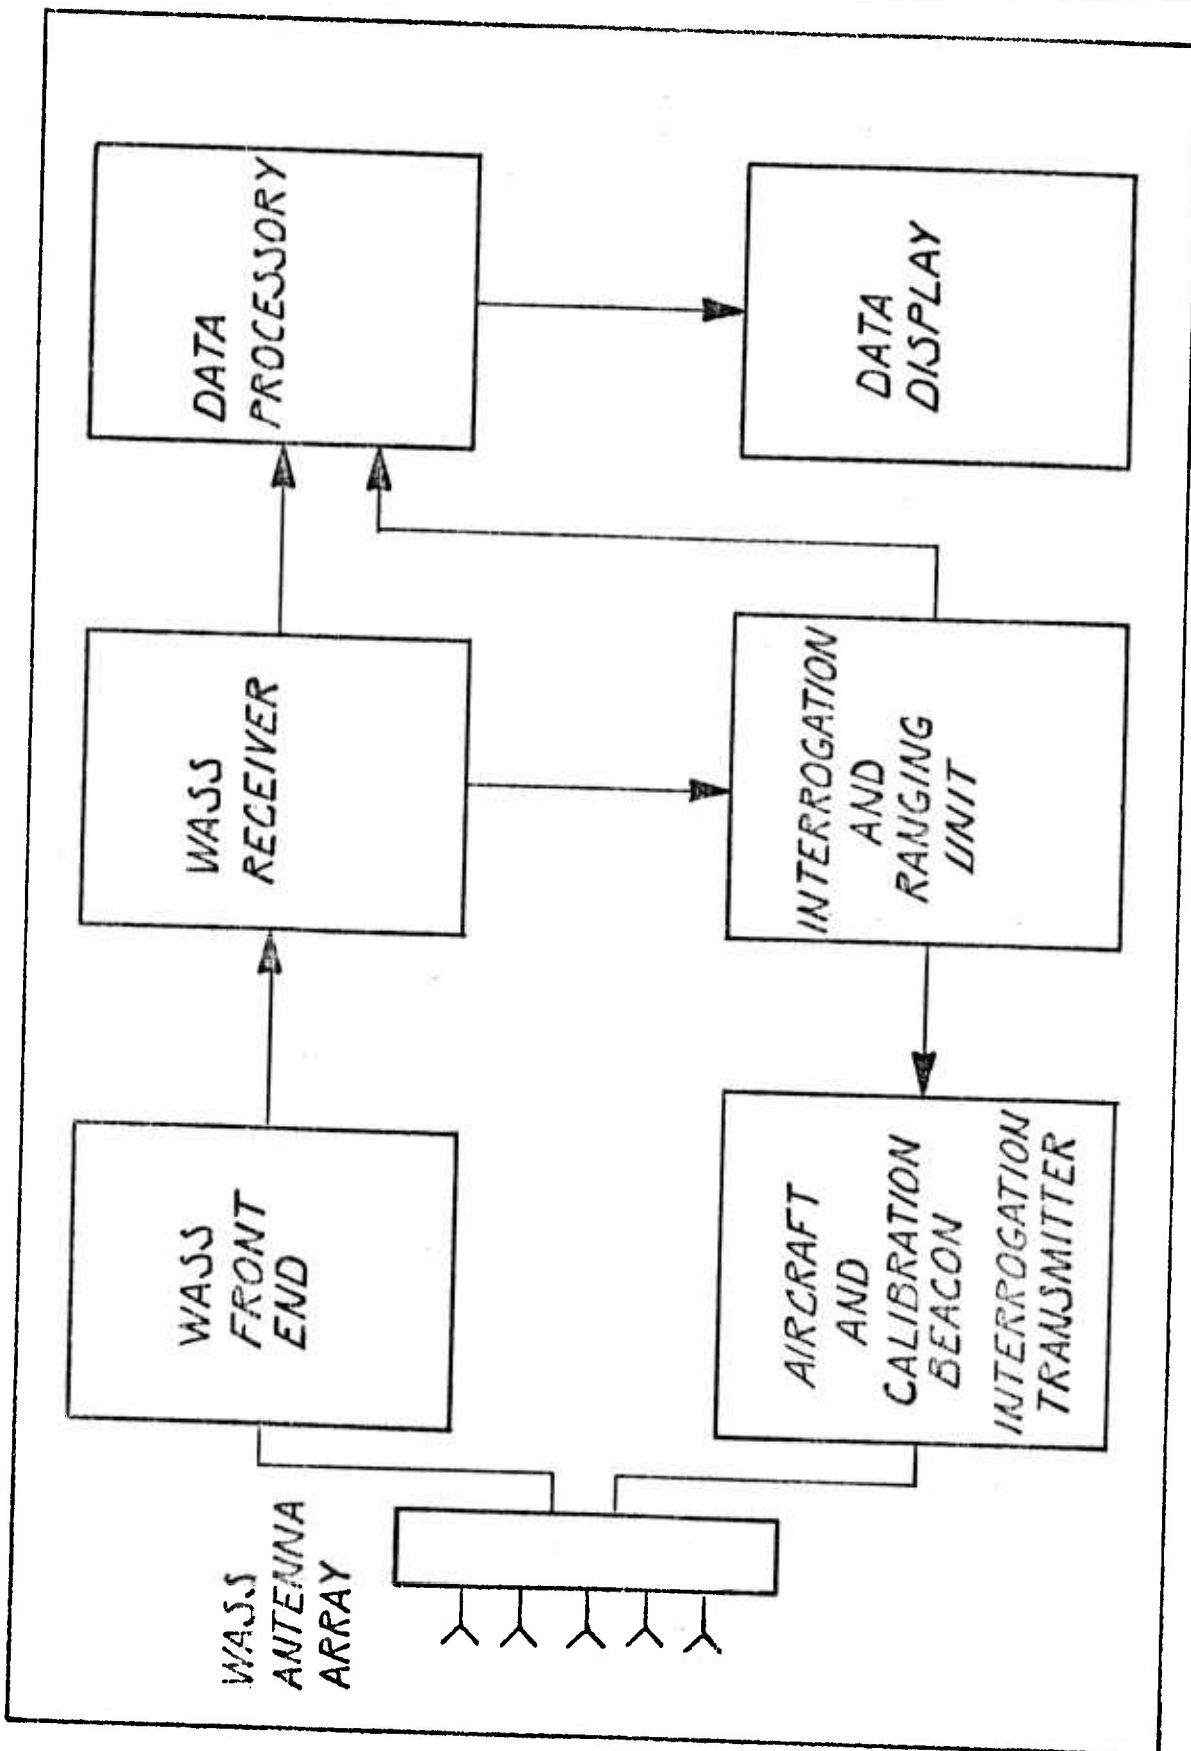 WASS
ANTENNA
ARRAY
WASS
FRONT
END
WASS
RECEIVER
DATA
PROCESSORY
AIRCRAFT
AND
CALIBRATION
BEACON
INTERROGATION
TRANSMITTER
INTERROGATION
AND
RANGING
UNIT
DATA
DISPLAY